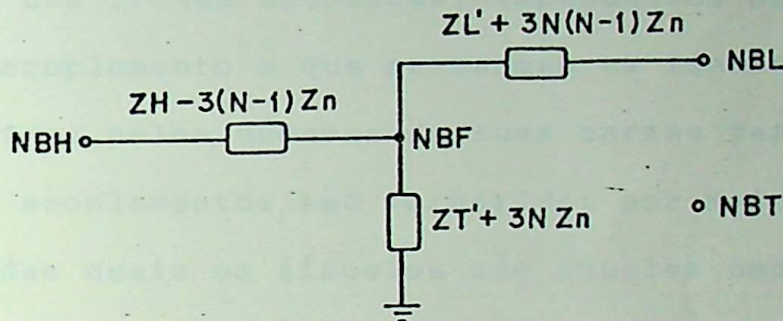 ZL' + 3N(N-1)Zn
NBL
ZH-3(N-1)Zn
NBH
NBF
ZT' + 3N Zn
NBT